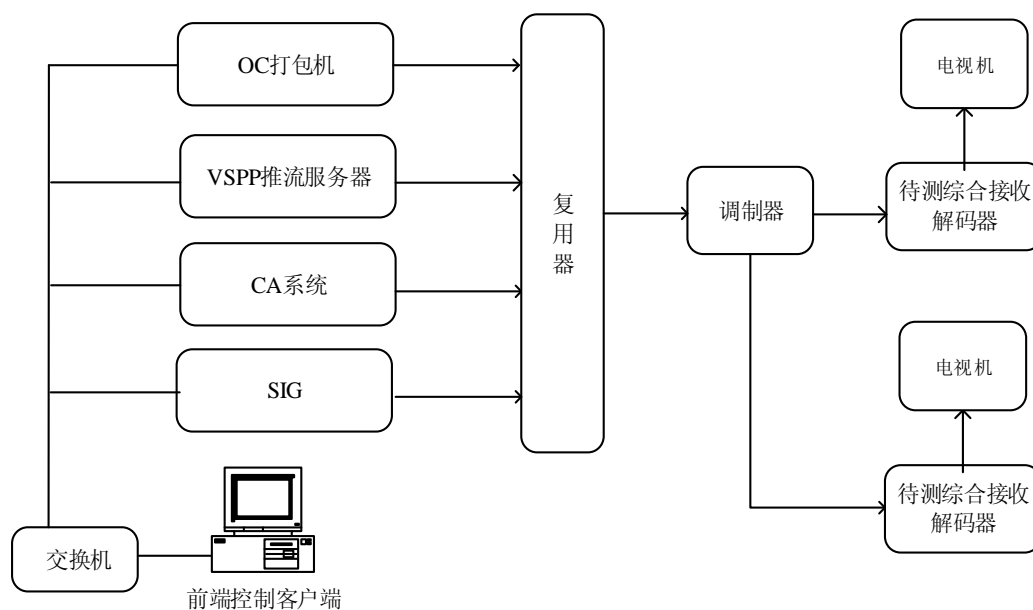 OC打包机
VSPP推流服务器
CA系统
SIG
交换机
前端控制客户端
复
用
器
调制器
电视机
待测综合接收
解码器
电视机
待测综合接收
解码器